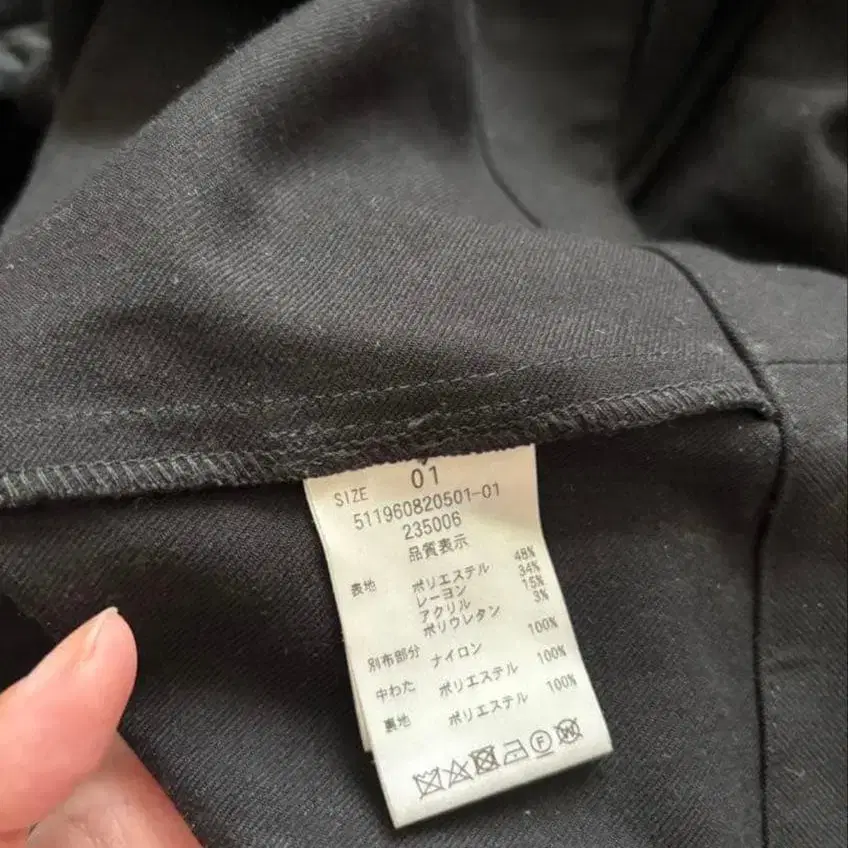 SIZE 01
511960820501-01
235006
品質表示
表地 ポリエステル 48%
レーヨン 34%
アクリル 15%
ポリウレタン 3%
別布部分 ナイロン 100%
中わた ポリエステル 100%
裏地 ポリエステル 100%
F W